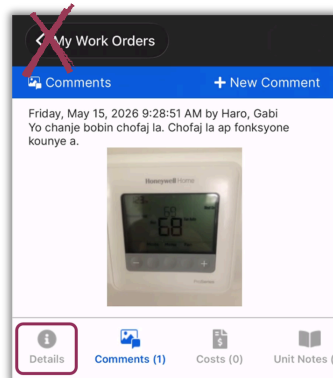 My Work Orders
Comments
+ New Comment
Friday, May 15, 2026 9:28:51 AM by Haro, Gabi
Yo chanje bobin chofaj la. Chofaj la ap fonksyone
kounye a.
Honeywell Home
68
68
Details
Comments (1)
Costs (0)
Unit Notes (